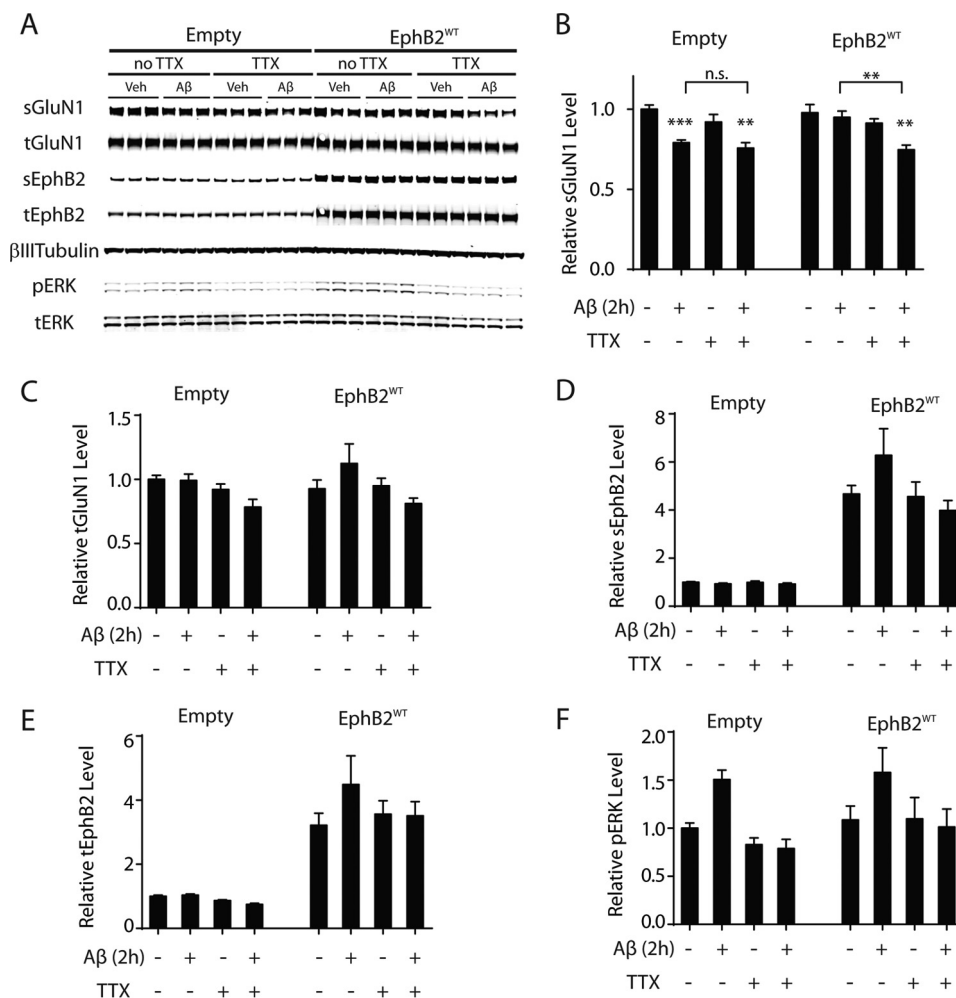 A
Empty EphB2WT
no TTX TTX no TTX TTX
Veh Aβ Veh Aβ Veh Aβ Veh Aβ
sGluN1
tGluN1
sEphB2
tEphB2
βIIITubulin
pERK
tERK
B
Empty EphB2WT
n.s. **
*** ** **
Relative sGluN1 Level
1.0
0.5
0.0
Aβ (2h) - + - + - + - +
TTX - - + + - - + +
C
Empty EphB2WT
Relative tGluN1 Level
1.5
1.0
0.5
0.0
Aβ (2h) - + - + - + - +
TTX - - + + - - + +
D
Empty EphB2WT
Relative sEphB2 Level
8
6
4
2
0
Aβ (2h) - + - + - + - +
TTX - - + + - - + +
E
Empty EphB2WT
Relative tEphB2 Level
6
4
2
0
Aβ (2h) - + - + - + - +
TTX - - + + - - + +
F
Empty EphB2WT
Relative pERK Level
2.0
1.5
1.0
0.5
0.0
Aβ (2h) - + - + - + - +
TTX - - + + - - + +